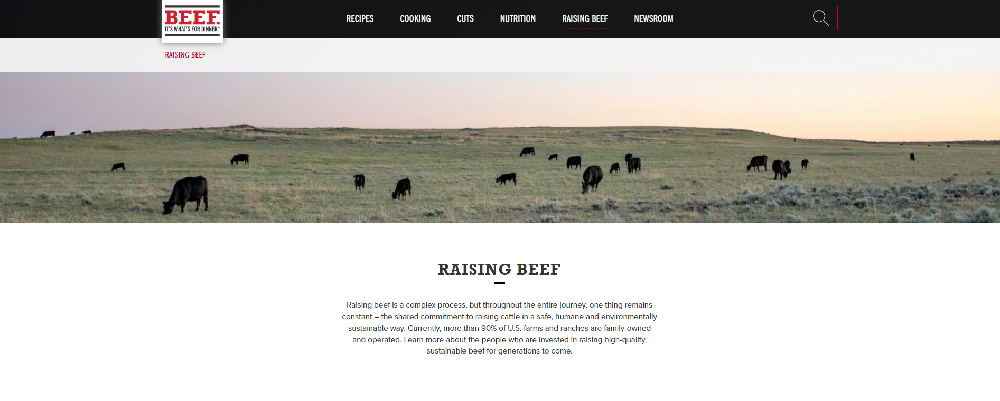 BEEF.
IT'S WHAT'S FOR DINNER.®
RECIPES
COOKING
CUTS
NUTRITION
RAISING BEEF
NEWSROOM
RAISING BEEF
RAISING BEEF
Raising beef is a complex process, but throughout the entire journey, one thing remains
constant – the shared commitment to raising cattle in a safe, humane and environmentally
sustainable way. Currently, more than 90% of U.S. farms and ranches are family-owned
and operated. Learn more about the people who are invested in raising high-quality,
sustainable beef for generations to come.